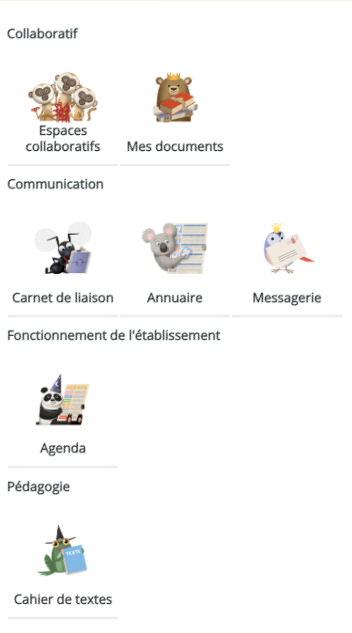 Collaboratif
Espaces
collaboratifs
Mes documents
Communication
Carnet de liaison
Annuaire
Messagerie
Fonctionnement de l'établissement
Agenda
Pédagogie
TEXTE
Cahier de textes